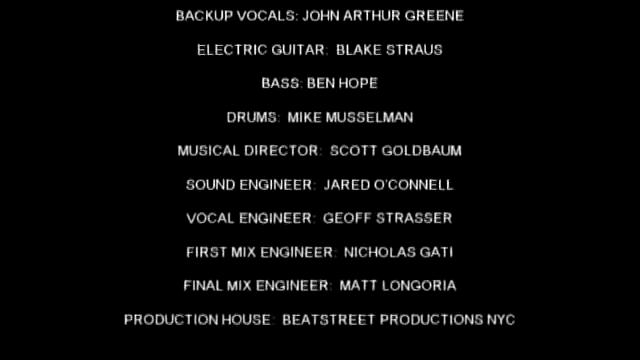 BACKUP VOCALS: JOHN ARTHUR GREENE
ELECTRIC GUITAR: BLAKE STRAUS
BASS: BEN HOPE
DRUMS: MIKE MUSSELMAN
MUSICAL DIRECTOR: SCOTT GOLDBAUM
SOUND ENGINEER: JARED O'CONNELL
VOCAL ENGINEER: GEOFF STRASSER
FIRST MIX ENGINEER: NICHOLAS GATI
FINAL MIX ENGINEER: MATT LONGORIA
PRODUCTION HOUSE: BEATSTREET PRODUCTIONS NYC